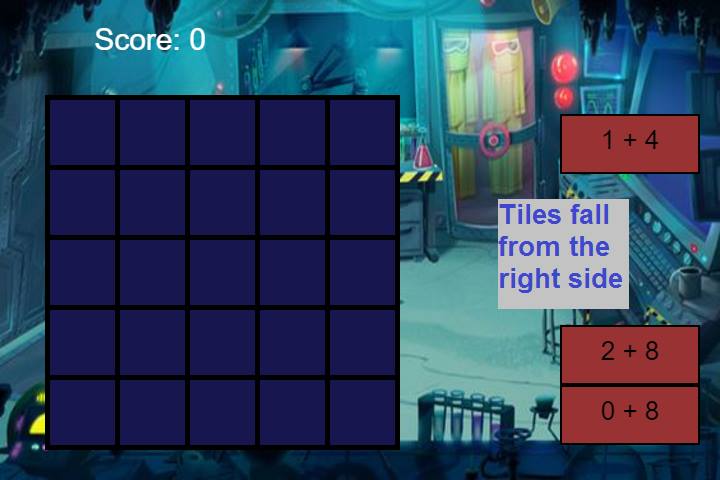 Score: 0
1 + 4
Tiles fall
from the
right side
2 + 8
0 + 8